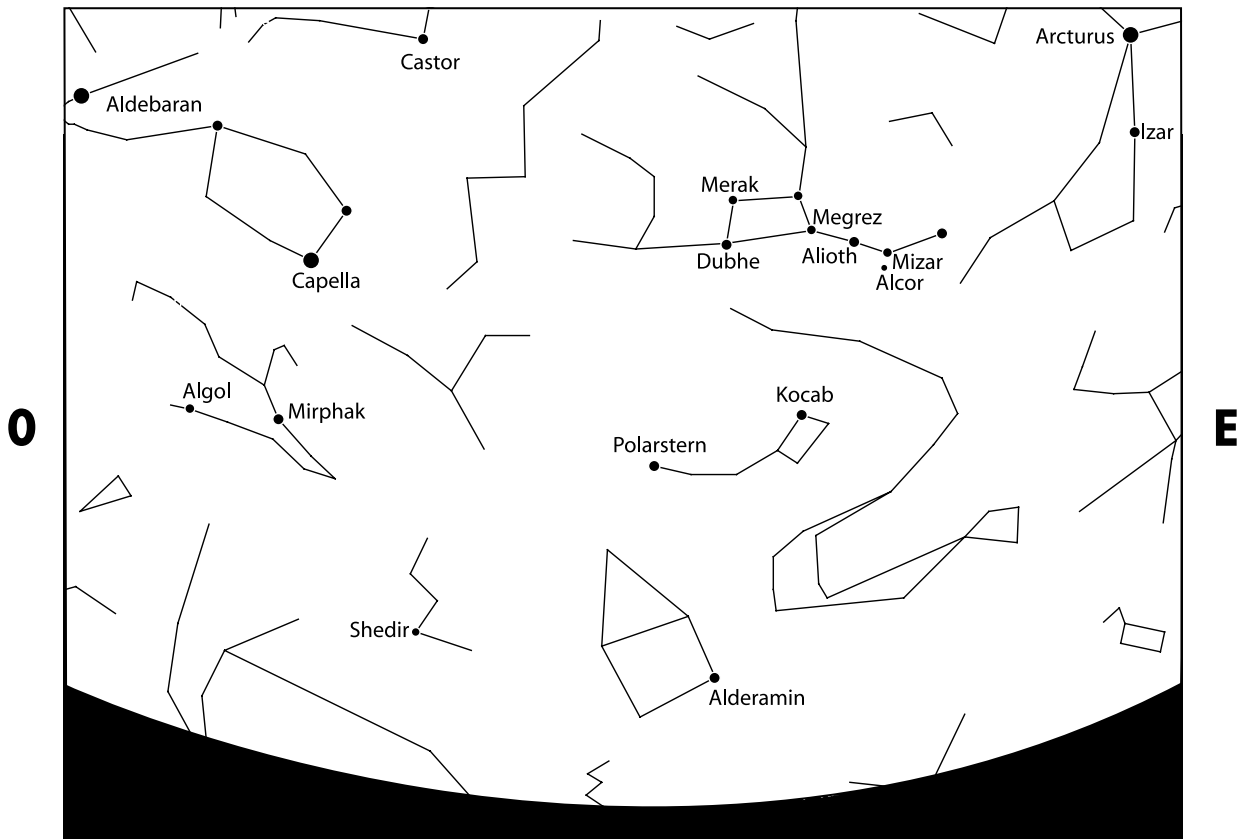 Arcturus
Castor
Aldebaran
Izar
Merak
Megrez
Alioth
Dubhe
Mizar
Capella
Alcor
Algol
Kocab
Mirphak
O
E
Polarstern
Shedir
Alderamin